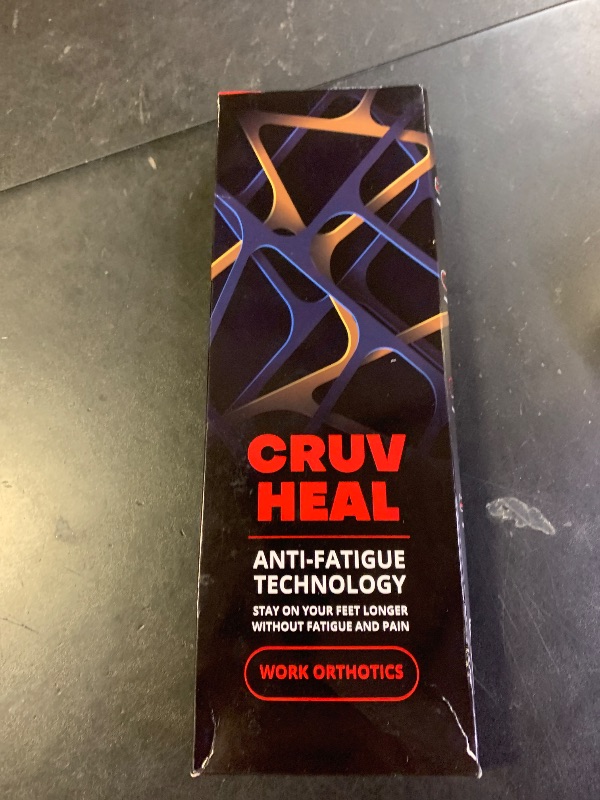 CRUV
HEAL
ANTI-FATIGUE
TECHNOLOGY
STAY ON YOUR FEET LONGER
WITHOUT FATIGUE AND PAIN
WORK ORTHOTICS